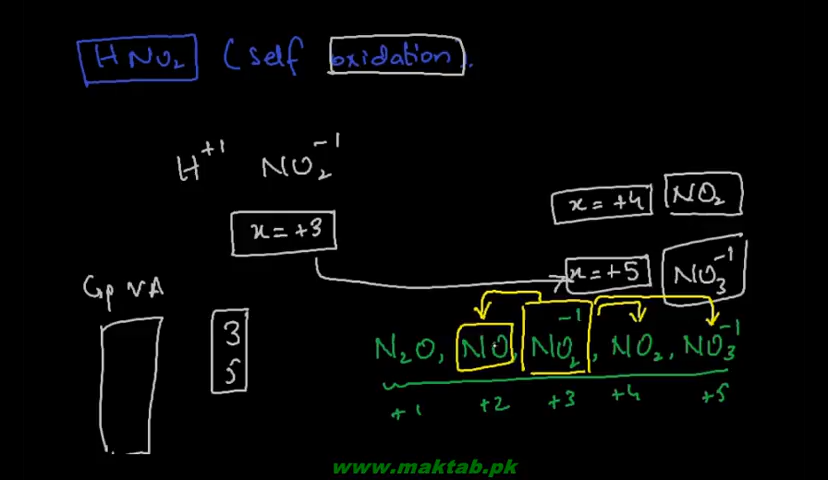 HNO₂ (self oxidation).
H⁺¹ NO₂⁻¹
x = +4 NO₂
x = +3
x = +5 NO₃⁻¹
Gp VA
3
5
N₂O, NO, NO₂⁻¹, NO₂, NO₃⁻¹
+1 +2 +3 +4 +5
www.maktab.pk